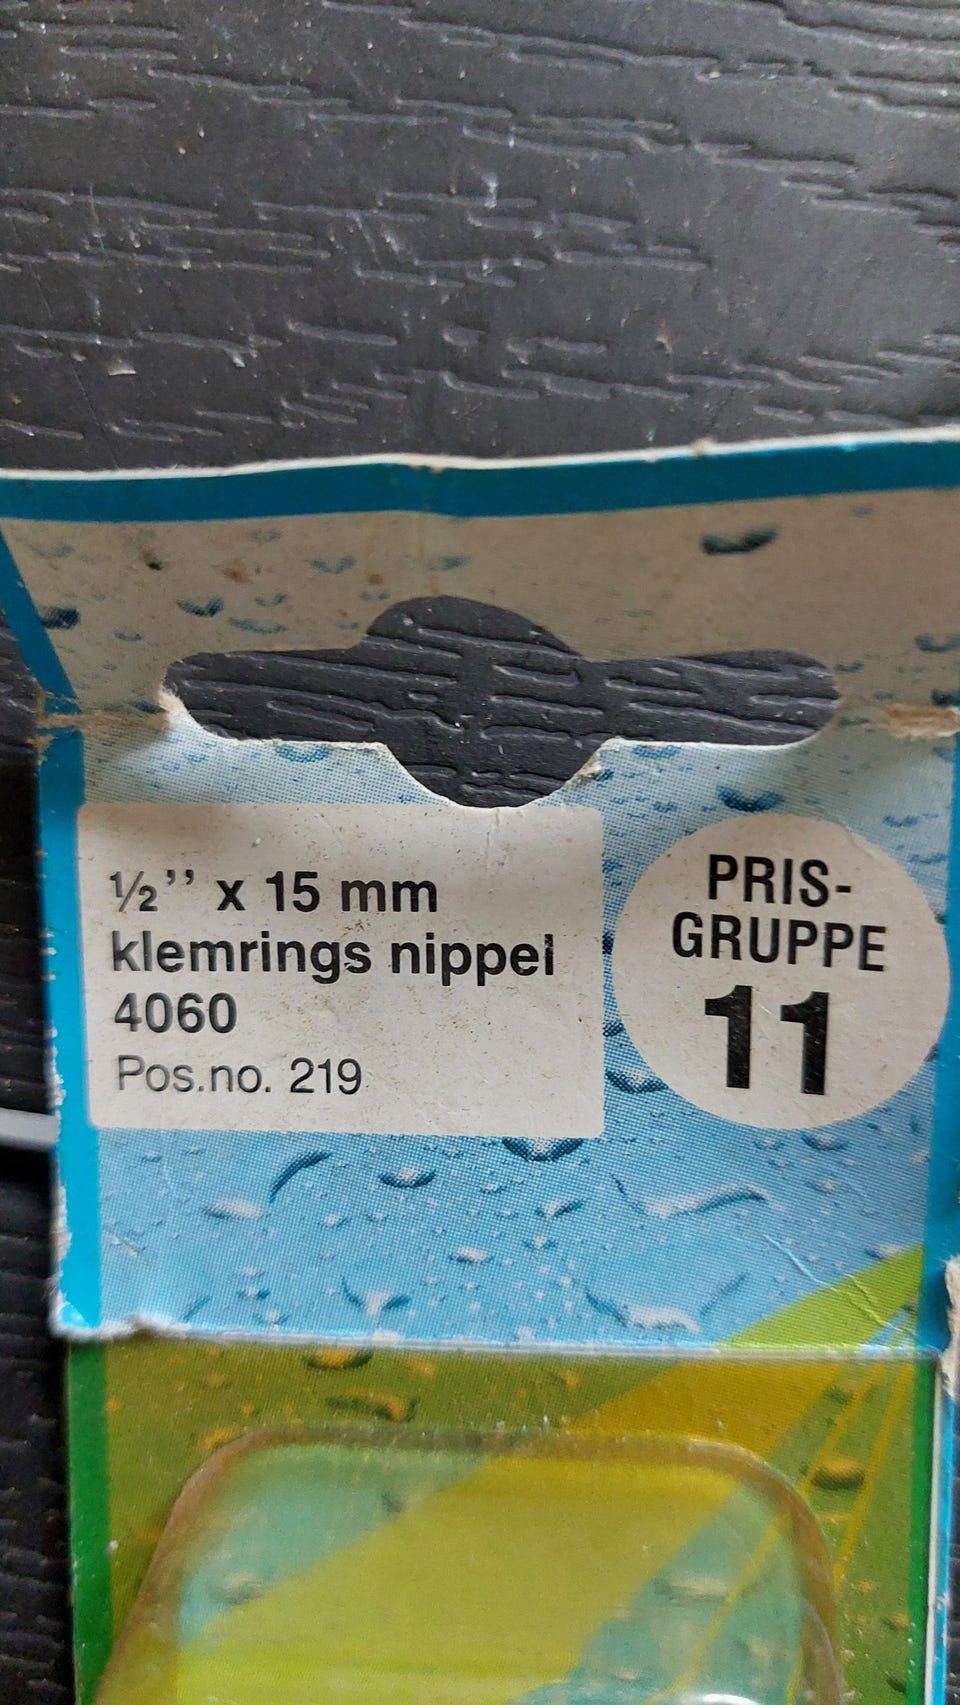 ½'' x 15 mm
klemrings nippel
4060
Pos.no. 219
PRIS-
GRUPPE
11